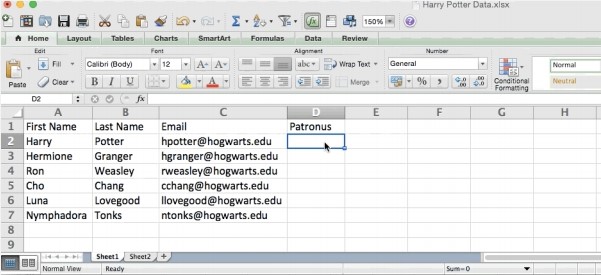 Harry Potter Data.xlsx
150%
Home Layout Tables Charts SmartArt Formulas Data Review
Edit Font Alignment Number
Fill Calibri (Body) 12 A A abc Wrap Text General Normal
Paste Clear B I U A Merge % Conditional Formatting Neutral
D2 fx
A B C D E F G H
1 First Name Last Name Email Patronus
2 Harry Potter hpotter@hogwarts.edu
3 Hermione Granger hgranger@hogwarts.edu
4 Ron Weasley rweasley@hogwarts.edu
5 Cho Chang cchang@hogwarts.edu
6 Luna Lovegood llovegood@hogwarts.edu
7 Nymphadora Tonks ntonks@hogwarts.edu
8
9
Sheet1 Sheet2 +
Normal View Ready Sum=0